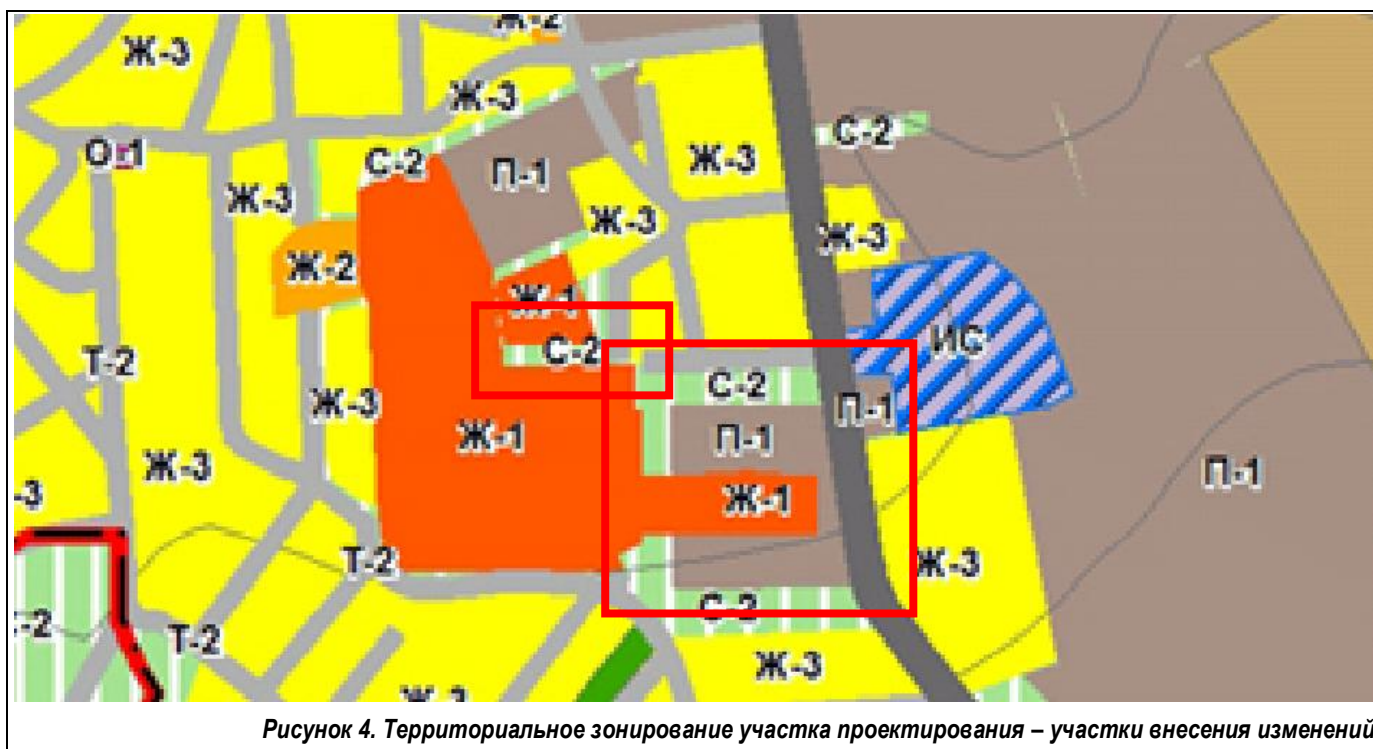 Ж-2
Ж-3
Ж-3
С-2
О-1
С-2
П-1
Ж-3
Ж-3
Ж-3
Ж-3
Ж-2
Ж-1
ИС
С-2
Т-2
С-2
Ж-3
П-1
Ж-1
П-1
Ж-3
П-1
-3
Ж-1
Т-2
Ж-3
С-2
-2
Т-2
Ж-3
Ж-3
Рисунок 4. Территориальное зонирование участка проектирования – участки внесения изменений